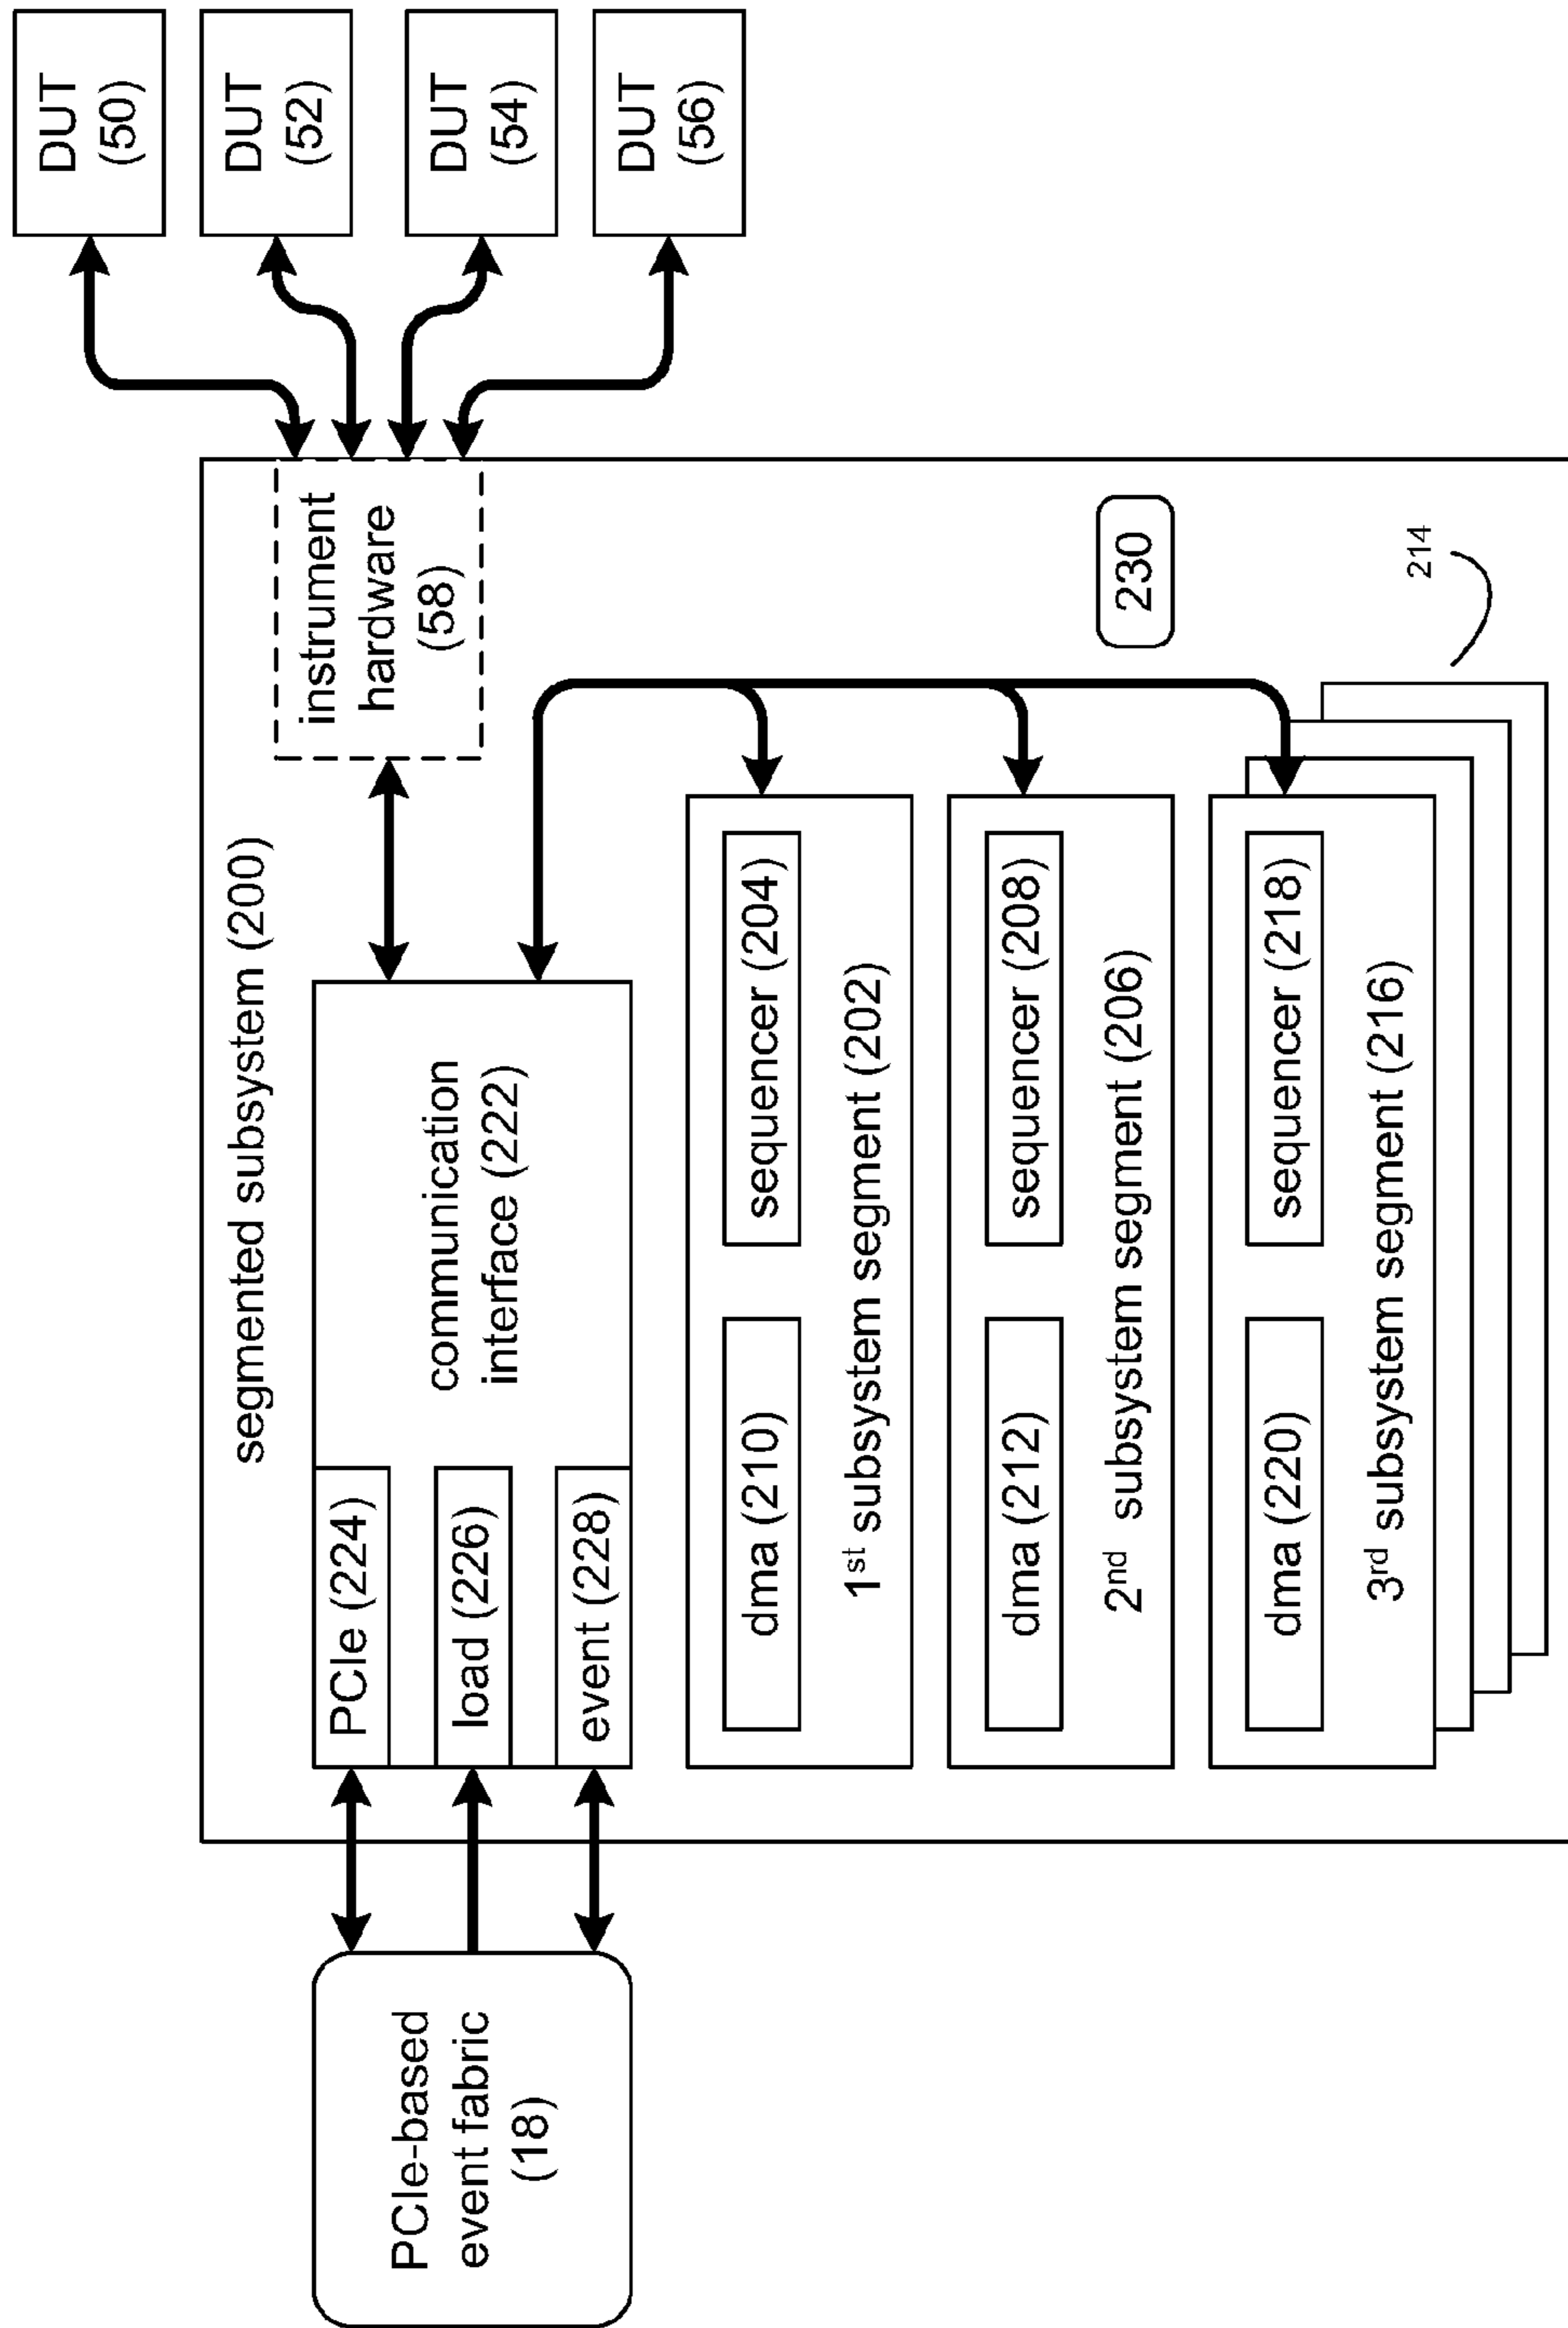 segmented subsystem (200)
PCIe-based
event fabric
(18)
PCIe (224)
load (226)
event (228)
communication
interface (222)
instrument
hardware
(58)
DUT
(50)
DUT
(52)
DUT
(54)
DUT
(56)
dma (210)
sequencer (204)
1st subsystem segment (202)
dma (212)
sequencer (208)
2nd subsystem segment (206)
dma (220)
sequencer (218)
3rd subsystem segment (216)
230
214